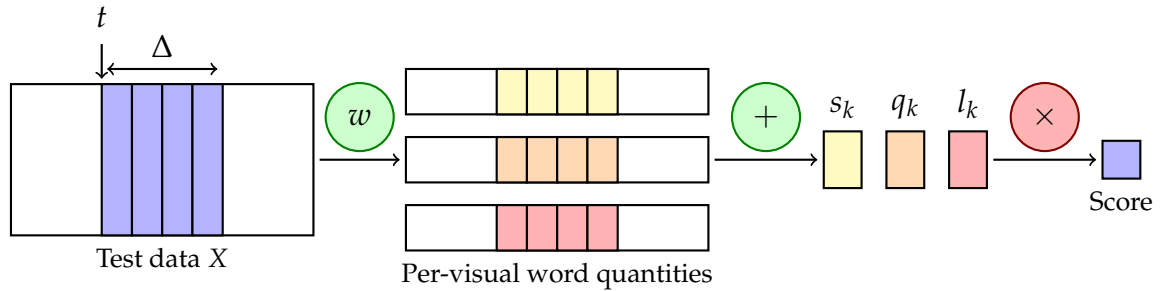 t
Δ
w
+
s_k q_k l_k
×
Test data X
Per-visual word quantities
Score